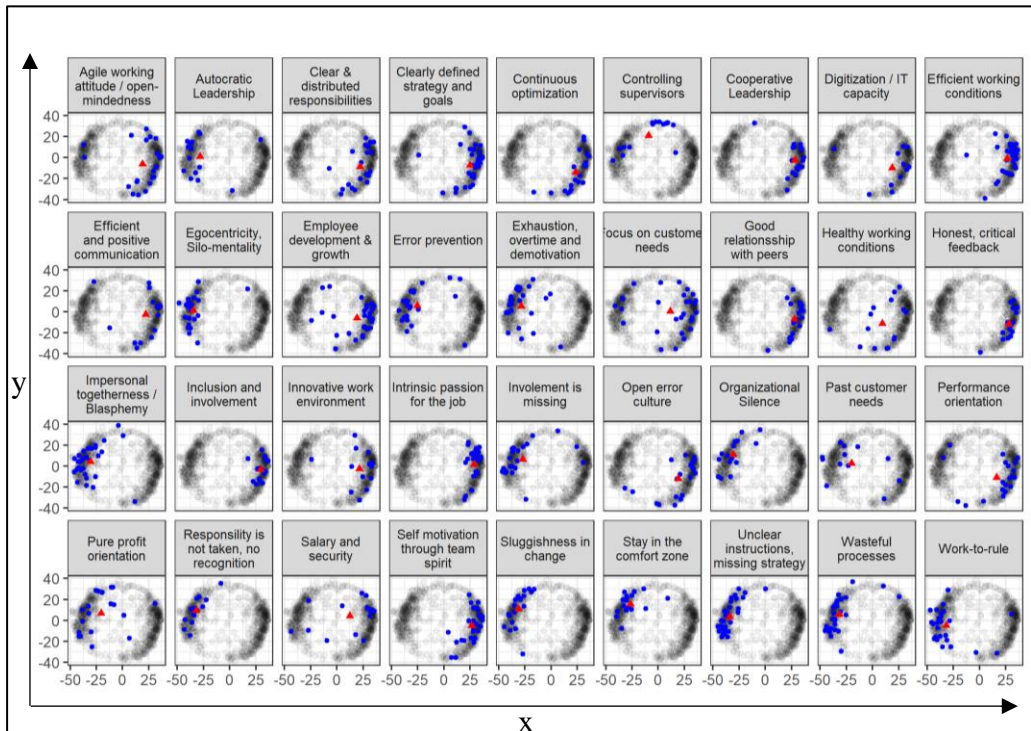 Agile working
attitude / open-
mindedness
Autocratic
Leadership
Clear &
distributed
responsibilities
Clearly defined
strategy and
goals
Continuous
optimization
Controlling
supervisors
Cooperative
Leadership
Digitization / IT
capacity
Efficient working
conditions
40
20
0
-20
-40
Efficient
and positive
communication
Egocentricity,
Silo-mentality
Employee
development &
growth
Error prevention
Exhaustion,
overtime and
demotivation
Focus on custome
needs
Good
relationsship
with peers
Healthy working
conditions
Honest, critical
feedback
40
20
0
-20
-40
y
Impersonal
togetherness /
Blasphemy
Inclusion and
involvement
Innovative work
environment
Intrinsic passion
for the job
Involement is
missing
Open error
culture
Organizational
Silence
Past customer
needs
Performance
orientation
40
20
0
-20
-40
Pure profit
orientation
Responsility is
not taken, no
recognition
Salary and
security
Self motivation
through team
spirit
Sluggishness in
change
Stay in the
comfort zone
Unclear
instructions,
missing strategy
Wasteful
processes
Work-to-rule
40
20
0
-20
-40
-50 -25 0 25 -50 -25 0 25 -50 -25 0 25 -50 -25 0 25 -50 -25 0 25 -50 -25 0 25 -50 -25 0 25 -50 -25 0 25 -50 -25 0 25
x